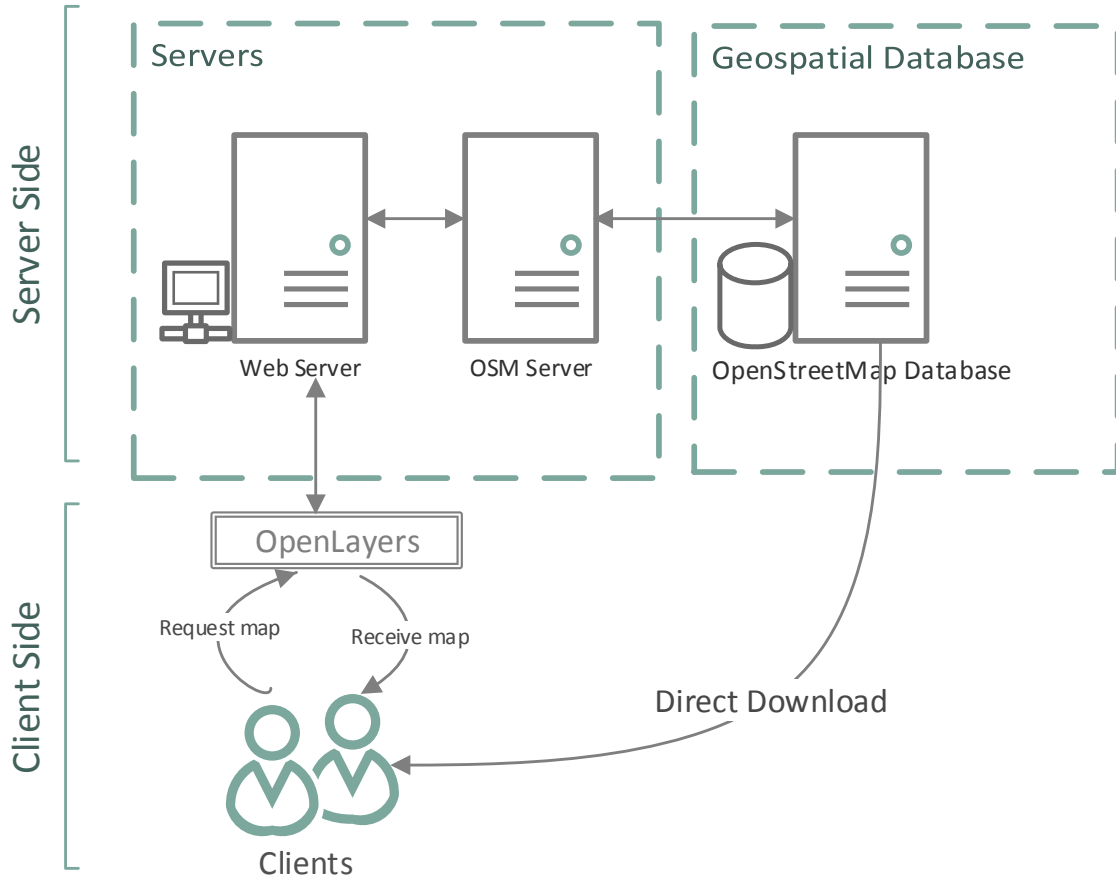 Server Side
Servers
Geospatial Database
Web Server
OSM Server
OpenStreetMap Database
Client Side
OpenLayers
Request map
Receive map
Direct Download
Clients